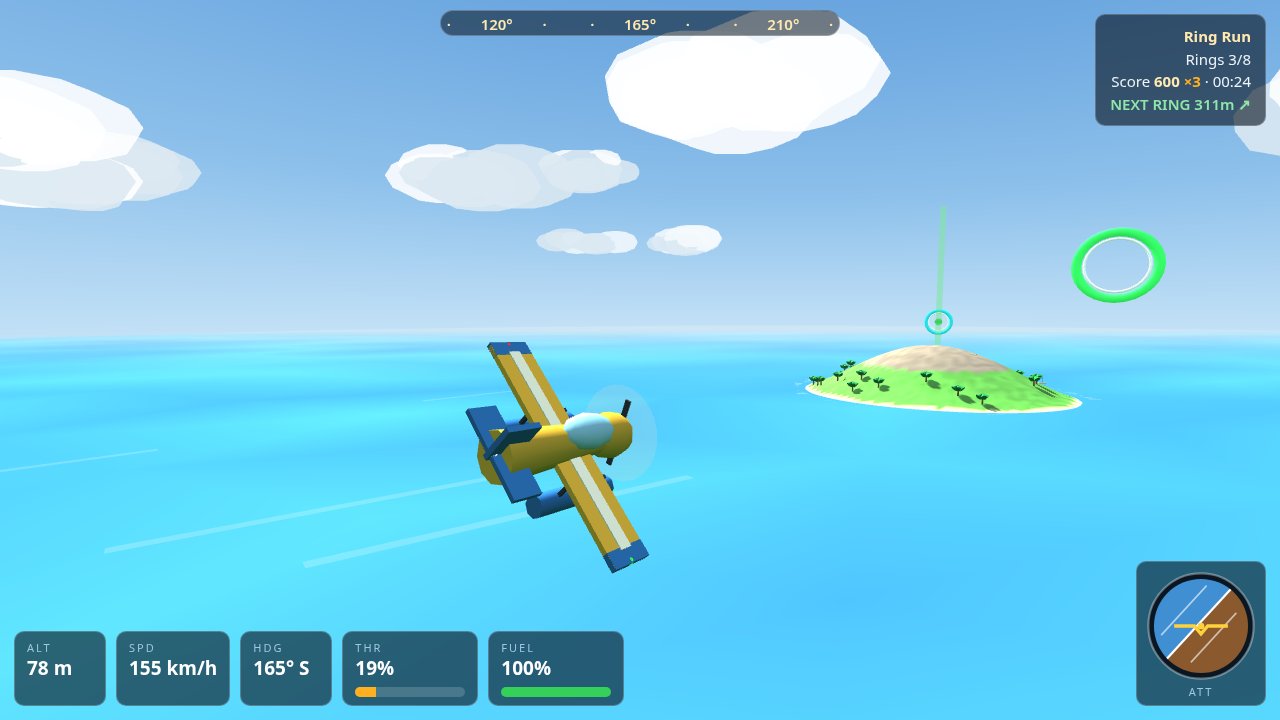 120° 165° 210°
Ring Run
Rings 3/8
Score 600 ×3 · 00:24
NEXT RING 311m ↗
ALT
78 m
SPD
155 km/h
HDG
165° S
THR
19%
FUEL
100%
ATT